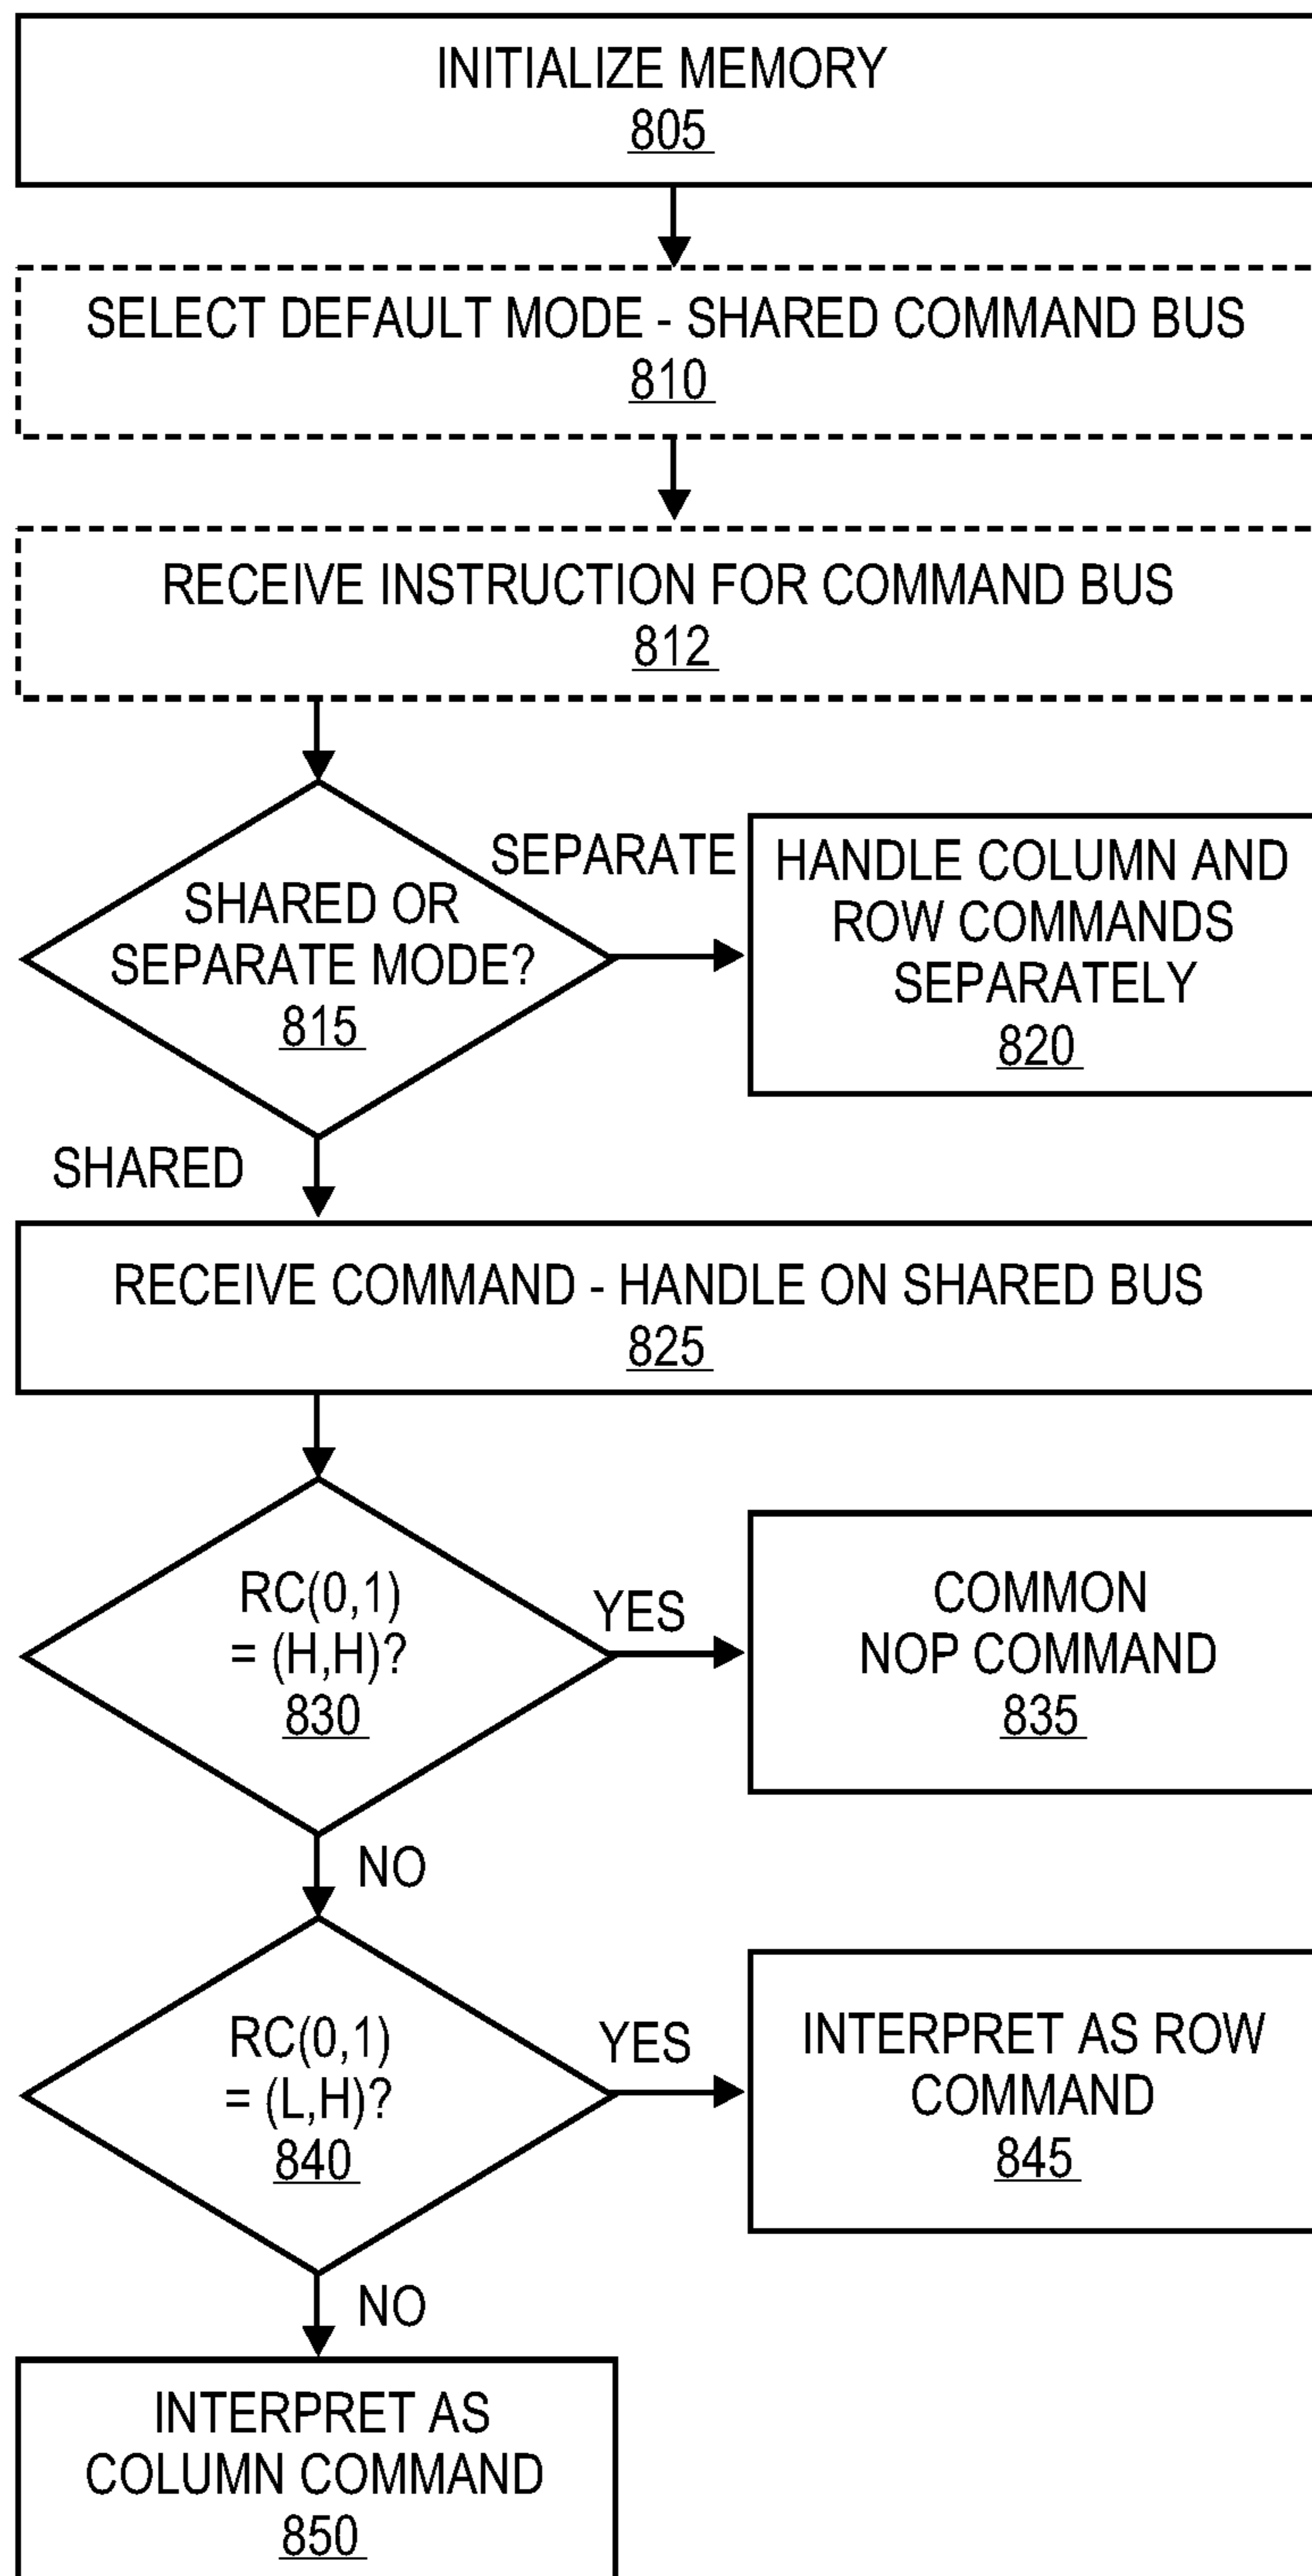 INITIALIZE MEMORY
805
SELECT DEFAULT MODE - SHARED COMMAND BUS
810
RECEIVE INSTRUCTION FOR COMMAND BUS
812
SHARED OR
SEPARATE MODE?
815
SEPARATE
HANDLE COLUMN AND
ROW COMMANDS
SEPARATELY
820
SHARED
RECEIVE COMMAND - HANDLE ON SHARED BUS
825
RC(0,1)
= (H,H)?
830
YES
COMMON
NOP COMMAND
835
NO
RC(0,1)
= (L,H)?
840
YES
INTERPRET AS ROW
COMMAND
845
NO
INTERPRET AS
COLUMN COMMAND
850